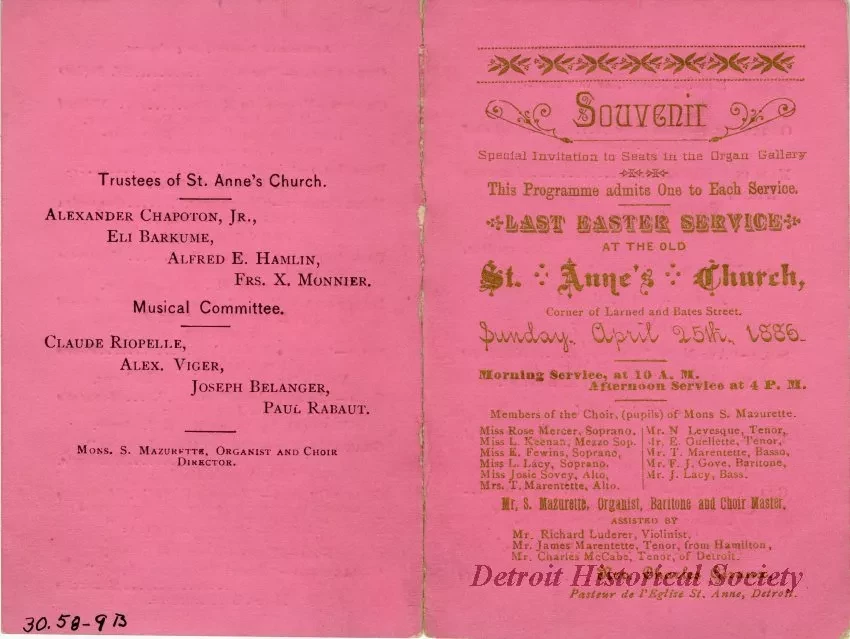 Trustees of St. Anne's Church.
ALEXANDER CHAPOTON, JR.,
ELI BARKUME,
ALFRED E. HAMLIN,
FRS. X. MONNIER.
Musical Committee.
CLAUDE RIOPELLE,
ALEX. VIGER,
JOSEPH BELANGER,
PAUL RABAUT.
MONS. S. MAZURETTE, ORGANIST AND CHOIR
DIRECTOR.
30.58-9B
SOUVENIR
Special Invitation to Seats in the Organ Gallery
This Programme admits One to Each Service.
LAST EASTER SERVICE
AT THE OLD
St. Anne's Church,
Corner of Larned and Bates Street.
Sunday, April 25th, 1886.
Morning Service, at 10 A. M.
Afternoon Service at 4 P. M.
Members of the Choir, (pupils) of Mons S. Mazurette.
Miss Rose Mercer, Soprano.
Miss L. Keenan, Mezzo Sop.
Miss K. Fewins, Soprano,
Miss L. Lacy, Soprano.
Miss Josie Sovey, Alto,
Mrs. T. Marentette, Alto.
Mr. N Levesque, Tenor,
Mr. E. Ouellette, Tenor,
Mr. T. Marentette, Basso,
Mr. F. J. Gove, Baritone,
Mr. J. Lacy, Bass.
Mr. S. Mazurette, Organist, Baritone and Choir Master,
ASSISTED BY
Mr. Richard Luderer, Violinist.
Mr. James Marentette, Tenor, from Hamilton,
Mr. Charles McCabe, Tenor, of Detroit.
Rev. Charles
Pasteur de l'Eglise St. Anne, Detroit.
Detroit Historical Society